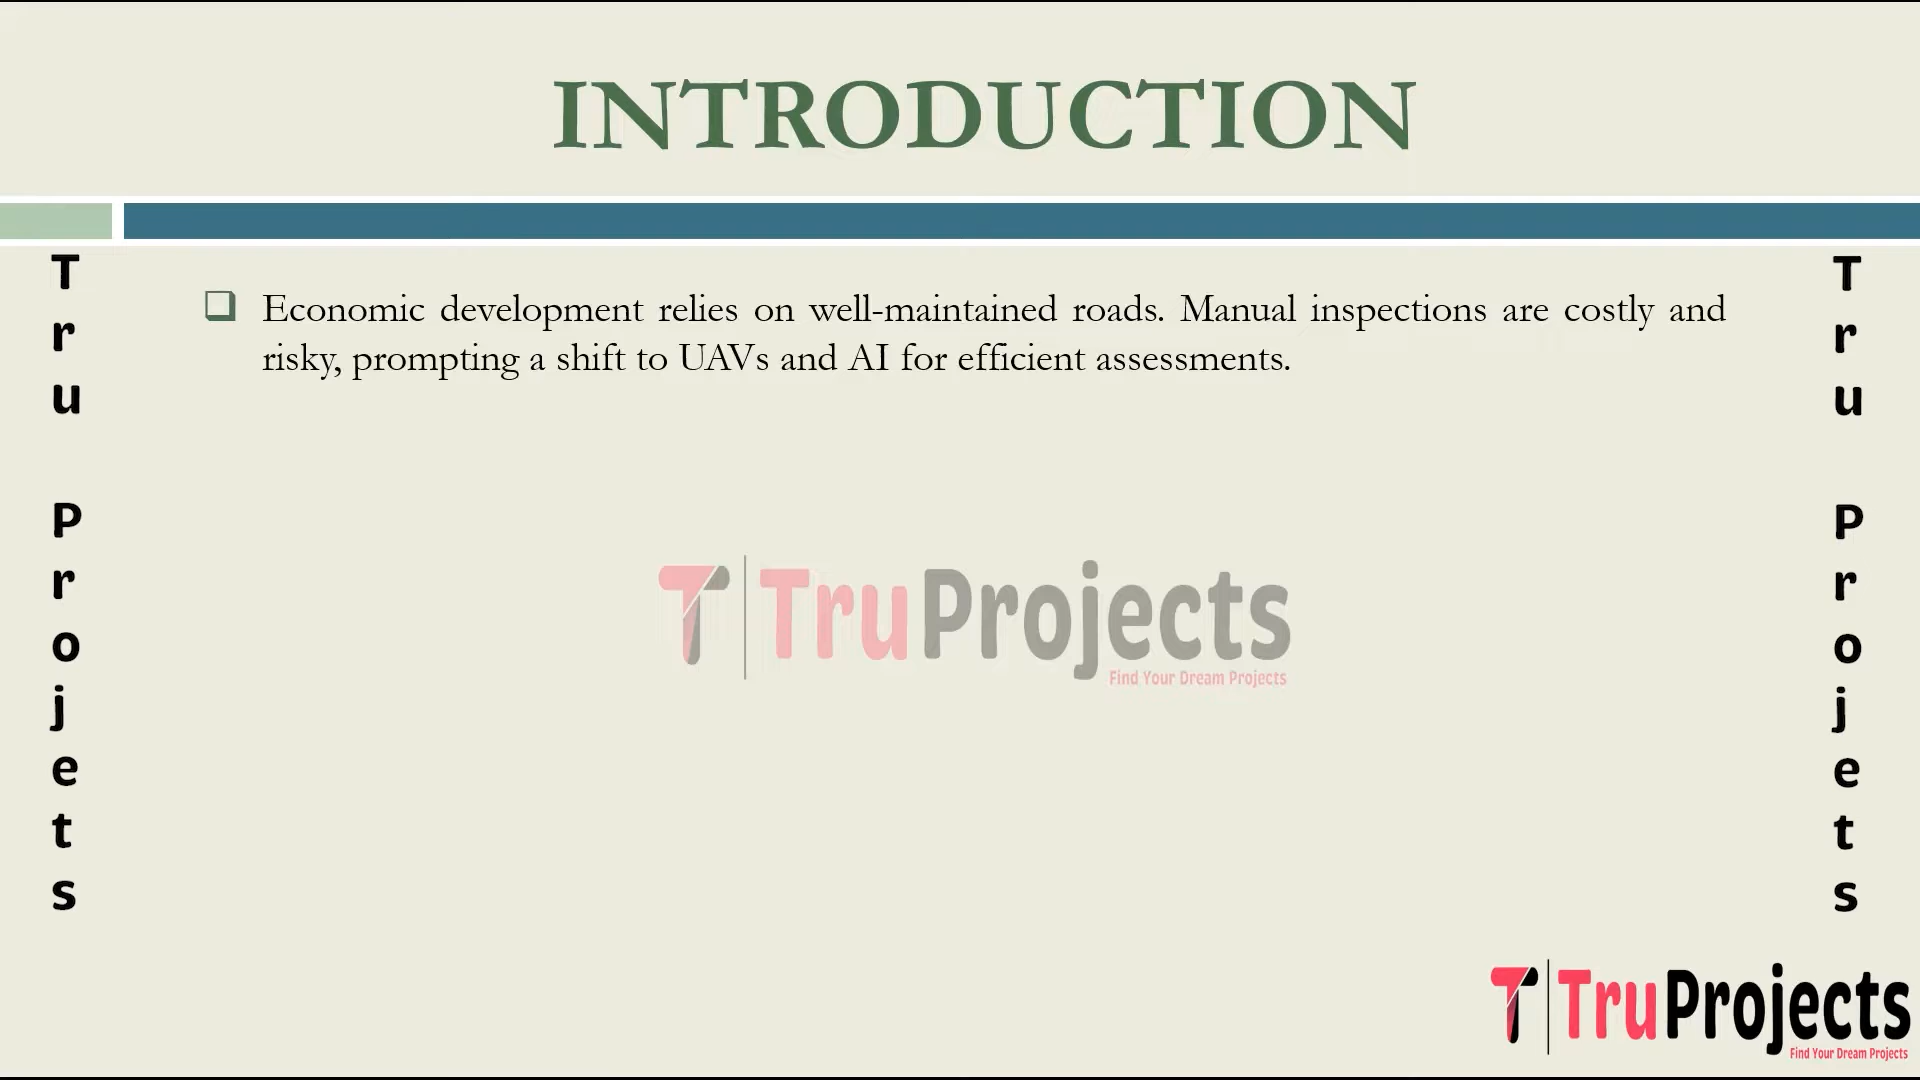 INTRODUCTION
Economic development relies on well-maintained roads. Manual inspections are costly and
risky, prompting a shift to UAVs and AI for efficient assessments.
T
r
u
P
r
o
j
e
t
s
T
r
u
P
r
o
j
e
t
s
TruProjects
Find Your Dream Projects
TruProjects
Find Your Dream Projects